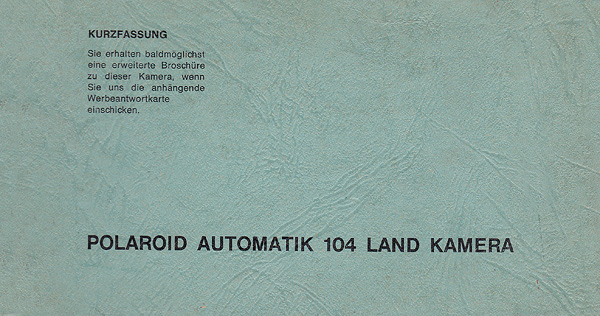 KURZFASSUNG
Sie erhalten baldmöglichst
eine erweiterte Broschüre
zu dieser Kamera, wenn
Sie uns die anhängende
Werbeantwortkarte
einschicken.
POLAROID AUTOMATIK 104 LAND KAMERA